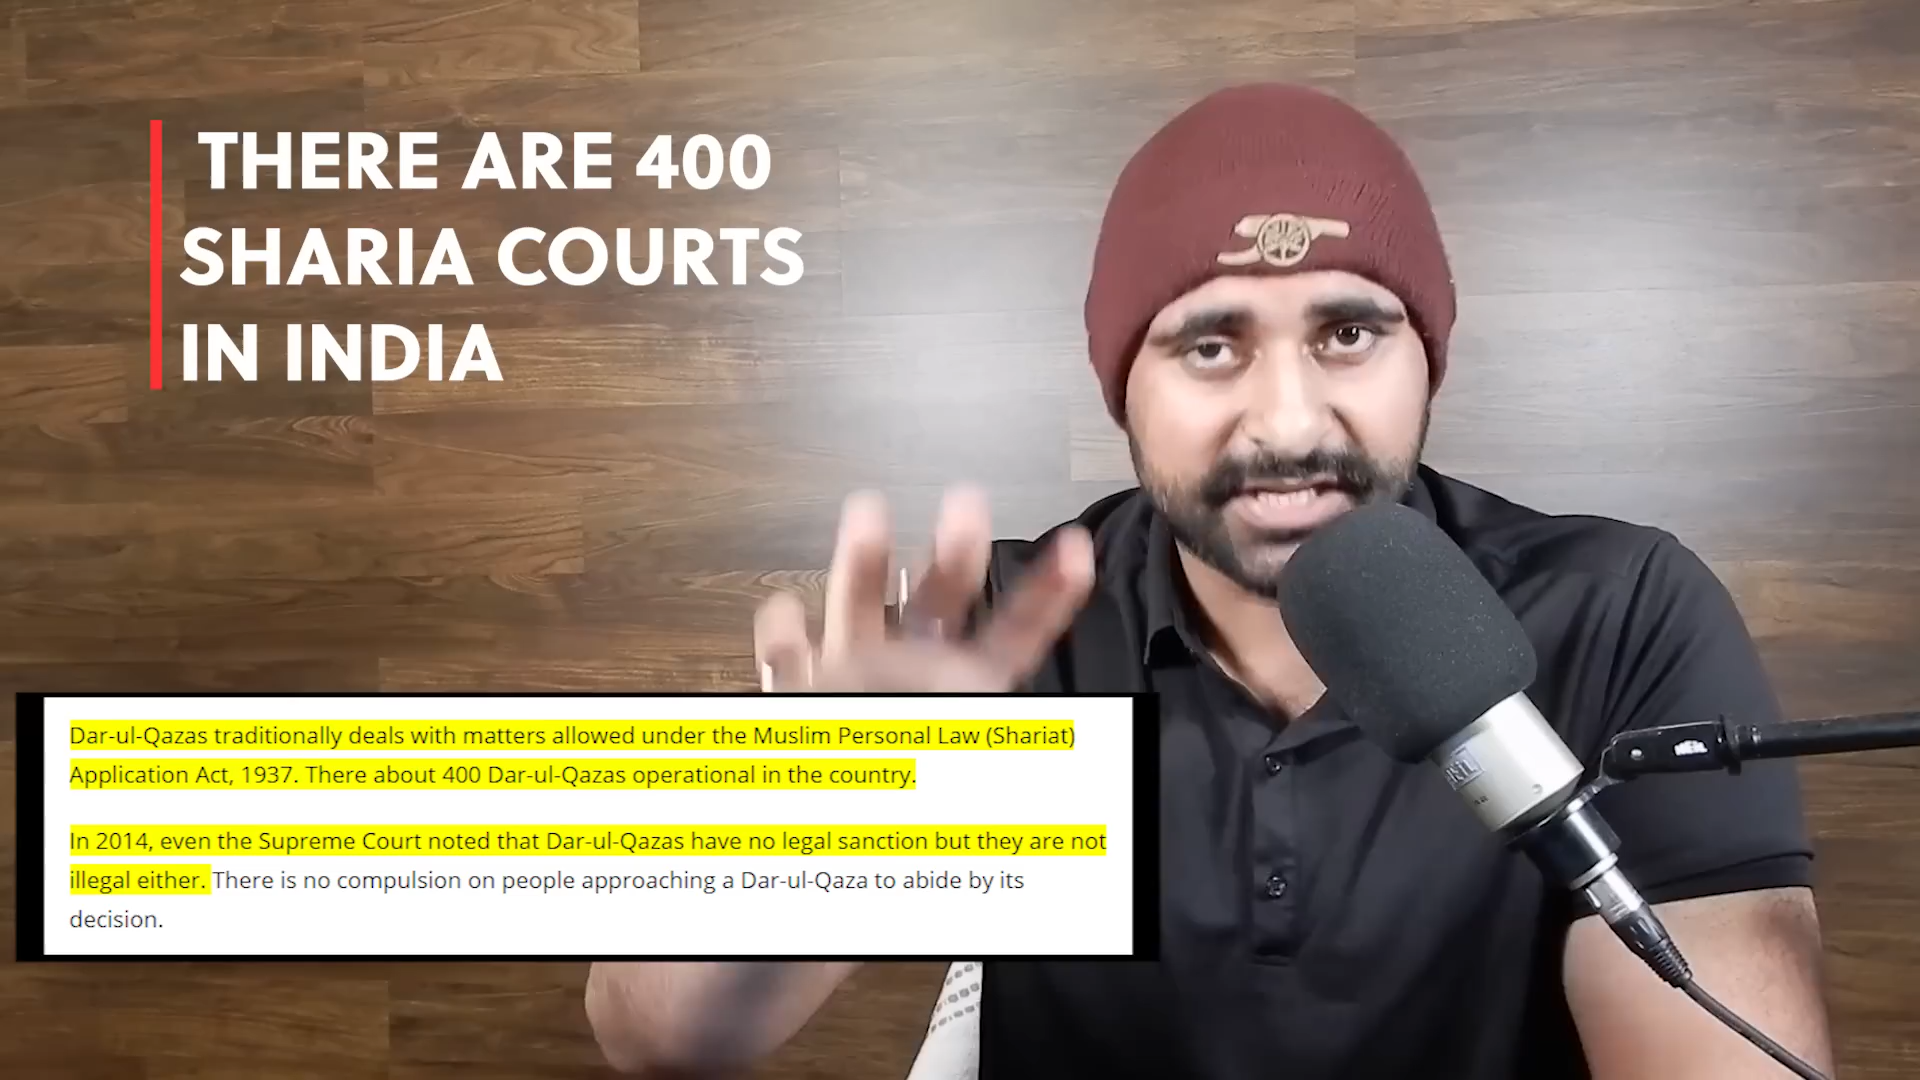 THERE ARE 400
SHARIA COURTS
IN INDIA
Dar-ul-Qazas traditionally deals with matters allowed under the Muslim Personal Law (Shariat)
Application Act, 1937. There about 400 Dar-ul-Qazas operational in the country.
In 2014, even the Supreme Court noted that Dar-ul-Qazas have no legal sanction but they are not
illegal either. There is no compulsion on people approaching a Dar-ul-Qaza to abide by its
decision.